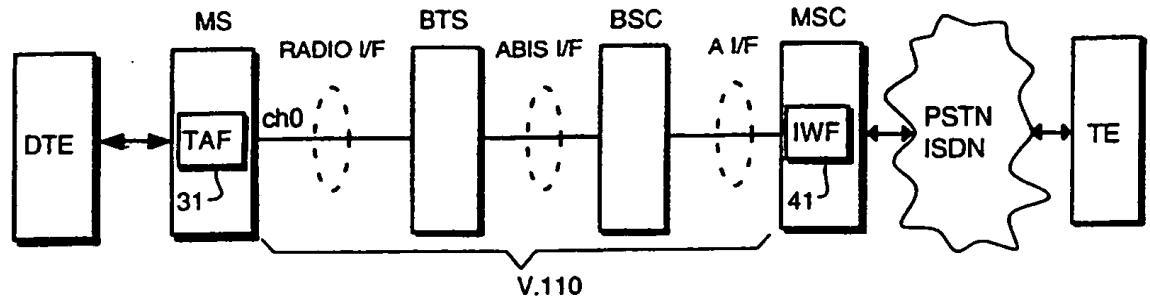 MS
BTS
BSC
MSC
RADIO I/F
ABIS I/F
A I/F
ch0
DTE
TAF
IWF
PSTN
ISDN
TE
31
41
V.110